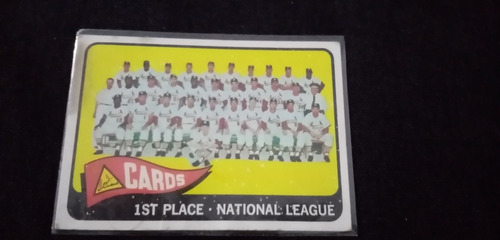 CARDS
1ST PLACE · NATIONAL LEAGUE